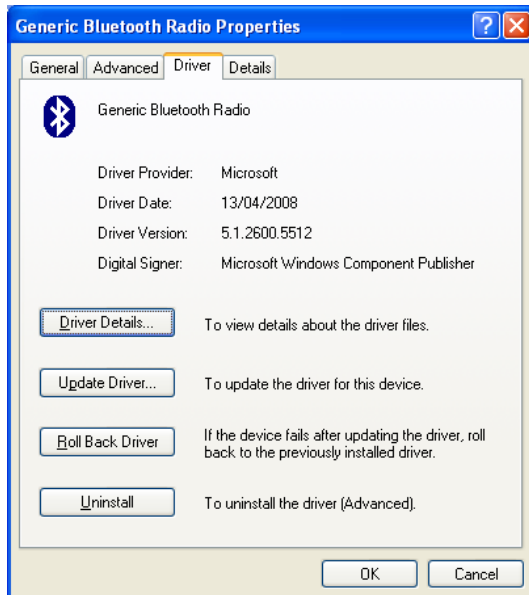 Generic Bluetooth Radio Properties
General Advanced Driver Details
Generic Bluetooth Radio
Driver Provider: Microsoft
Driver Date: 13/04/2008
Driver Version: 5.1.2600.5512
Digital Signer: Microsoft Windows Component Publisher
Driver Details... To view details about the driver files.
Update Driver... To update the driver for this device.
Roll Back Driver If the device fails after updating the driver, roll
back to the previously installed driver.
Uninstall To uninstall the driver (Advanced).
OK Cancel